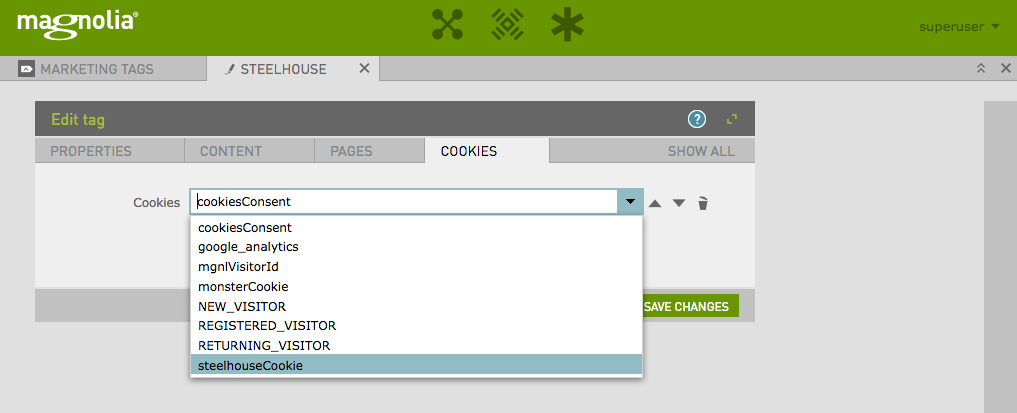 magnolia®
superuser
MARKETING TAGS
STEELHOUSE
Edit tag
?
PROPERTIES
CONTENT
PAGES
COOKIES
SHOW ALL
Cookies
cookiesConsent
cookiesConsent
google_analytics
mgnlVisitorId
monsterCookie
NEW_VISITOR
REGISTERED_VISITOR
RETURNING_VISITOR
steelhouseCookie
SAVE CHANGES